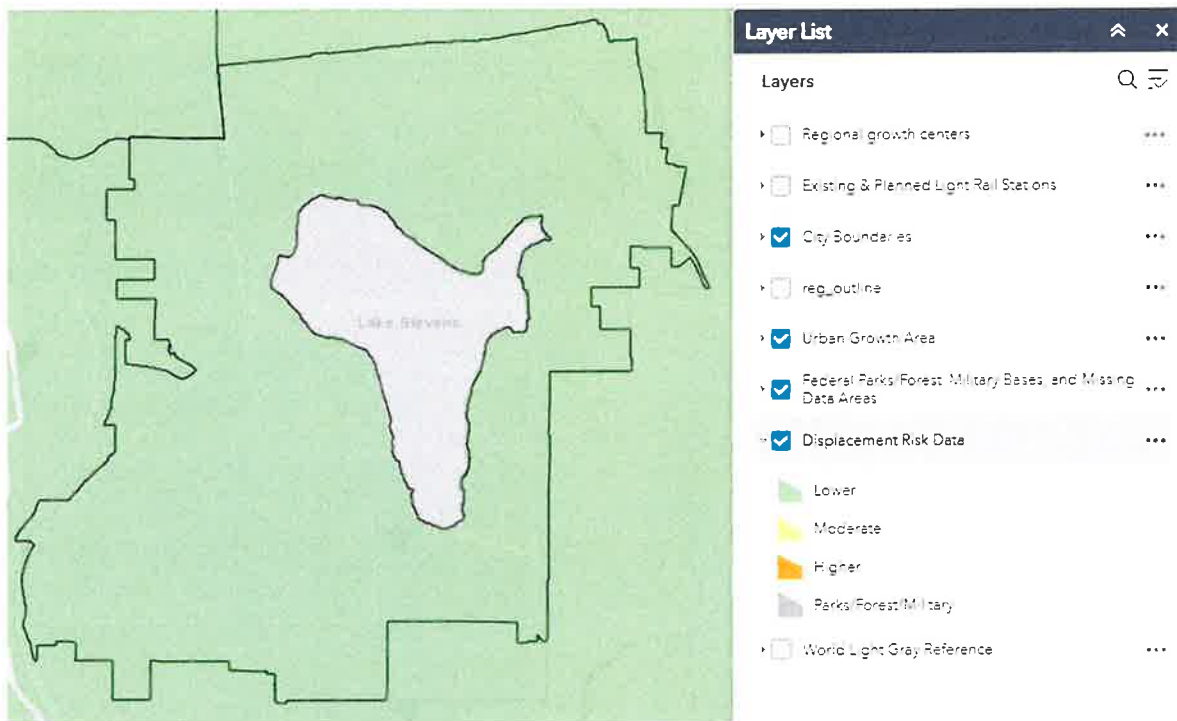 Lake Stevens
Layer List
Layers
Regional growth centers
Existing & Planned Light Rail Stations
City Boundaries
reg_outline
Urban Growth Area
Federal Parks/Forest, Military Bases, and Missing
Data Areas
Displacement Risk Data
Lower
Moderate
Higher
Parks/Forest/Military
World Light Gray Reference